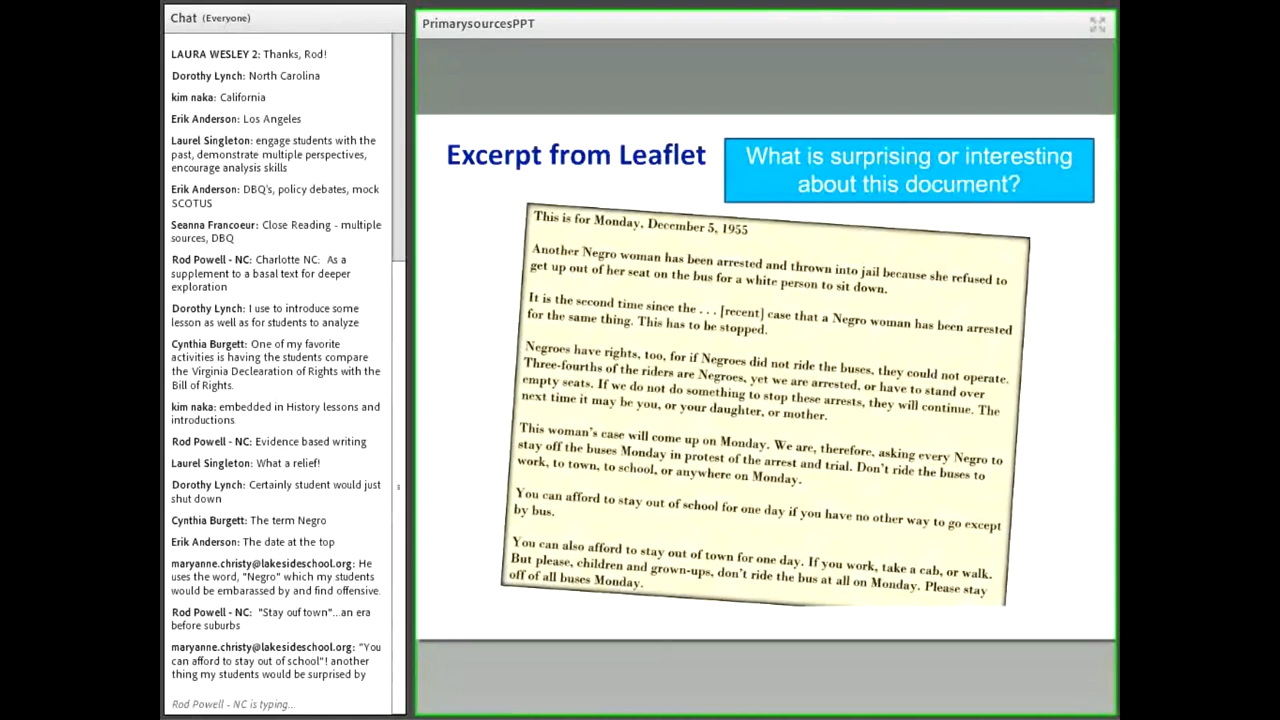 Chat (Everyone)
LAURA WESLEY 2: Thanks, Rod!
Dorothy Lynch: North Carolina
kim naka: California
Erik Anderson: Los Angeles
Laurel Singleton: engage students with the
past, demonstrate multiple perspectives,
encourage analysis skills
Erik Anderson: DBQ's, policy debates, mock
SCOTUS
Seanna Francoeur: Close Reading - multiple
sources, DBQ
Rod Powell - NC: Charlotte NC: As a
supplement to a basal text for deeper
exploration
Dorothy Lynch: I use to introduce some
lesson as well as for students to analyze
Cynthia Burgett: One of my favorite
activities is having the students compare
the Virginia Declearation of Rights with the
Bill of Rights.
kim naka: embedded in History lessons and
introductions
Rod Powell - NC: Evidence based writing
Laurel Singleton: What a relief!
Dorothy Lynch: Certainly student would just
shut down
Cynthia Burgett: The term Negro
Erik Anderson: The date at the top
maryanne.christy@lakesideschool.org: He
uses the word, "Negro" which my students
would be embarassed by and find offensive.
Rod Powell - NC: "Stay ouf town"...an era
before suburbs
maryanne.christy@lakesideschool.org: "You
can afford to stay out of school"! another
thing my students would be surprised by
Rod Powell - NC is typing...
PrimarysourcesPPT
Excerpt from Leaflet
What is surprising or interesting
about this document?
This is for Monday, December 5, 1955
Another Negro woman has been arrested and thrown into jail because she refused to
get up out of her seat on the bus for a white person to sit down.
It is the second time since the . . . [recent] case that a Negro woman has been arrested
for the same thing. This has to be stopped.
Negroes have rights, too, for if Negroes did not ride the buses, they could not operate.
Three-fourths of the riders are Negroes, yet we are arrested, or have to stand over
empty seats. If we do not do something to stop these arrests, they will continue. The
next time it may be you, or your daughter, or mother.
This woman's case will come up on Monday. We are, therefore, asking every Negro to
stay off the buses Monday in protest of the arrest and trial. Don't ride the buses to
work, to town, to school, or anywhere on Monday.
You can afford to stay out of school for one day if you have no other way to go except
by bus.
You can also afford to stay out of town for one day. If you work, take a cab, or walk.
But please, children and grown-ups, don't ride the bus at all on Monday. Please stay
off of all buses Monday.